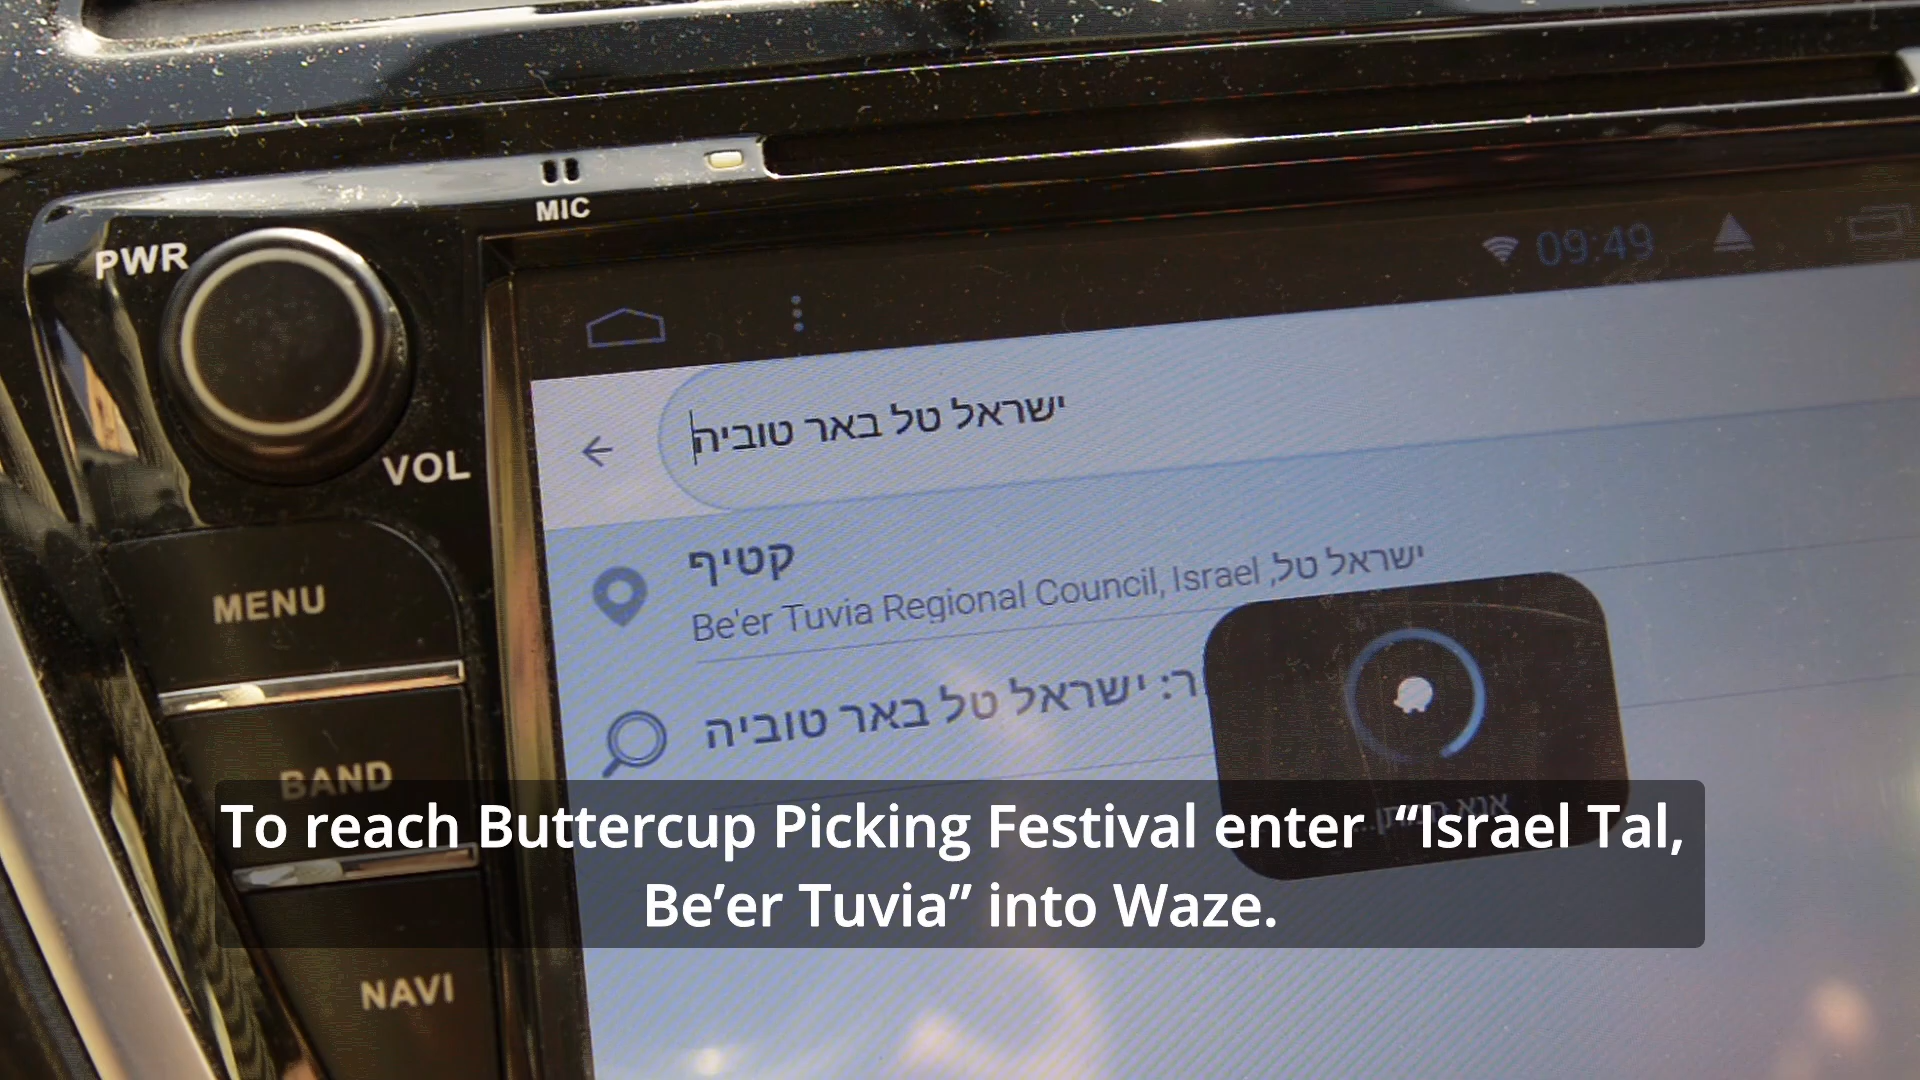 MIC
PWR
VOL
09:49
ישראל טל באר טוביה
קטיף
Be'er Tuvia Regional Council, Israel ,ישראל טל
ר: ישראל טל באר טוביה
MENU
BAND
NAVI
To reach Buttercup Picking Festival enter “Israel Tal,
Be’er Tuvia” into Waze.